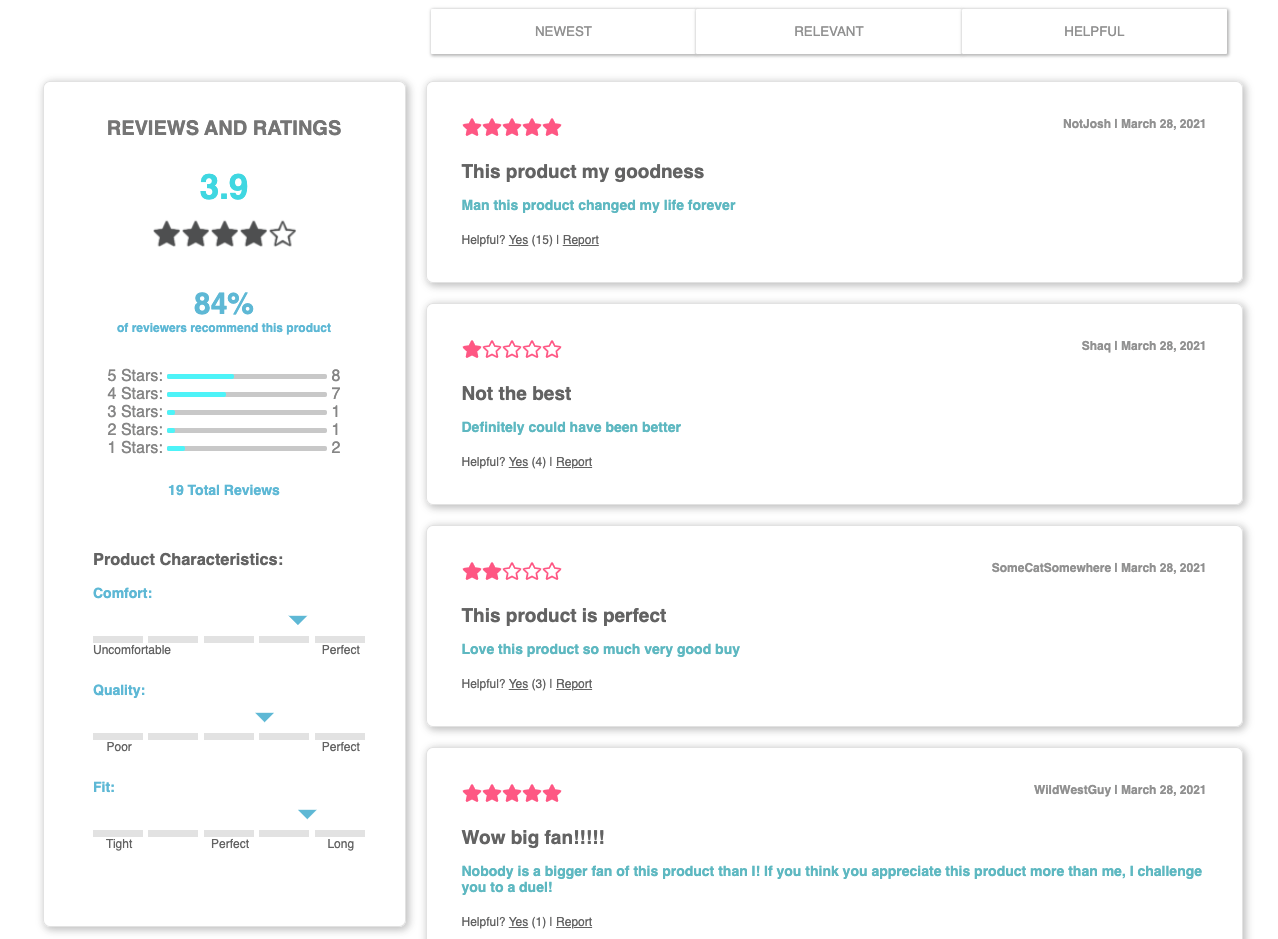 NEWEST RELEVANT HELPFUL
REVIEWS AND RATINGS
3.9
84%
of reviewers recommend this product
5 Stars: 8
4 Stars: 7
3 Stars: 1
2 Stars: 1
1 Stars: 2
19 Total Reviews
Product Characteristics:
Comfort:
Uncomfortable Perfect
Quality:
Poor Perfect
Fit:
Tight Perfect Long
NotJosh | March 28, 2021
This product my goodness
Man this product changed my life forever
Helpful? Yes (15) | Report
Shaq | March 28, 2021
Not the best
Definitely could have been better
Helpful? Yes (4) | Report
SomeCatSomewhere | March 28, 2021
This product is perfect
Love this product so much very good buy
Helpful? Yes (3) | Report
WildWestGuy | March 28, 2021
Wow big fan!!!!!
Nobody is a bigger fan of this product than I! If you think you appreciate this product more than me, I challenge
you to a duel!
Helpful? Yes (1) | Report